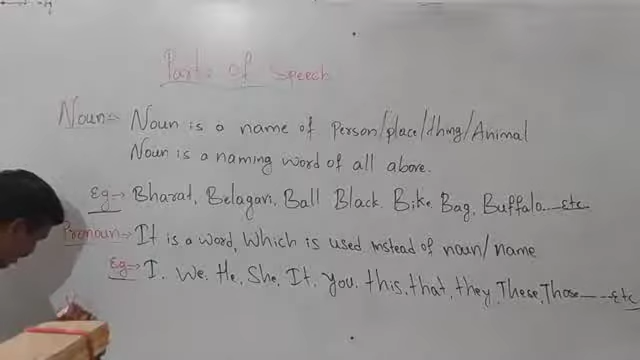 Parts of Speech
Noun:- Noun is a name of Person/place/thing/Animal
Noun is a naming word of all above.
Eg→ Bharat, Belagavi, Ball Black. Bike, Bag, Buffalo....etc
Pronoun:- It is a word, Which is used instead of noun/name
Eg→ I. We. He, She, It. You. this, that, they, These, Those.....etc